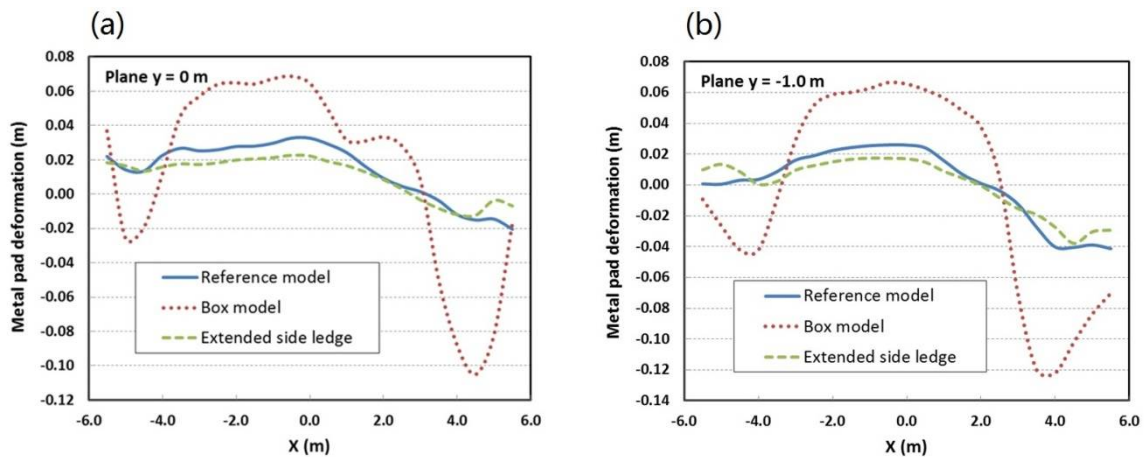 (a)
Plane y = 0 m
Metal pad deformation (m)
0.08
0.06
0.04
0.02
0.00
-0.02
-0.04
-0.06
-0.08
-0.10
-0.12
Reference model
Box model
Extended side ledge
-6.0 -4.0 -2.0 0.0 2.0 4.0 6.0
X (m)
(b)
Plane y = -1.0 m
Metal pad deformation (m)
0.08
0.06
0.04
0.02
0.00
-0.02
-0.04
-0.06
-0.08
-0.10
-0.12
-0.14
Reference model
Box model
Extended side ledge
-6.0 -4.0 -2.0 0.0 2.0 4.0 6.0
X (m)